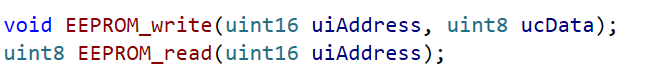 void EEPROM_write(uint16 uiAddress, uint8 ucData);
uint8 EEPROM_read(uint16 uiAddress);